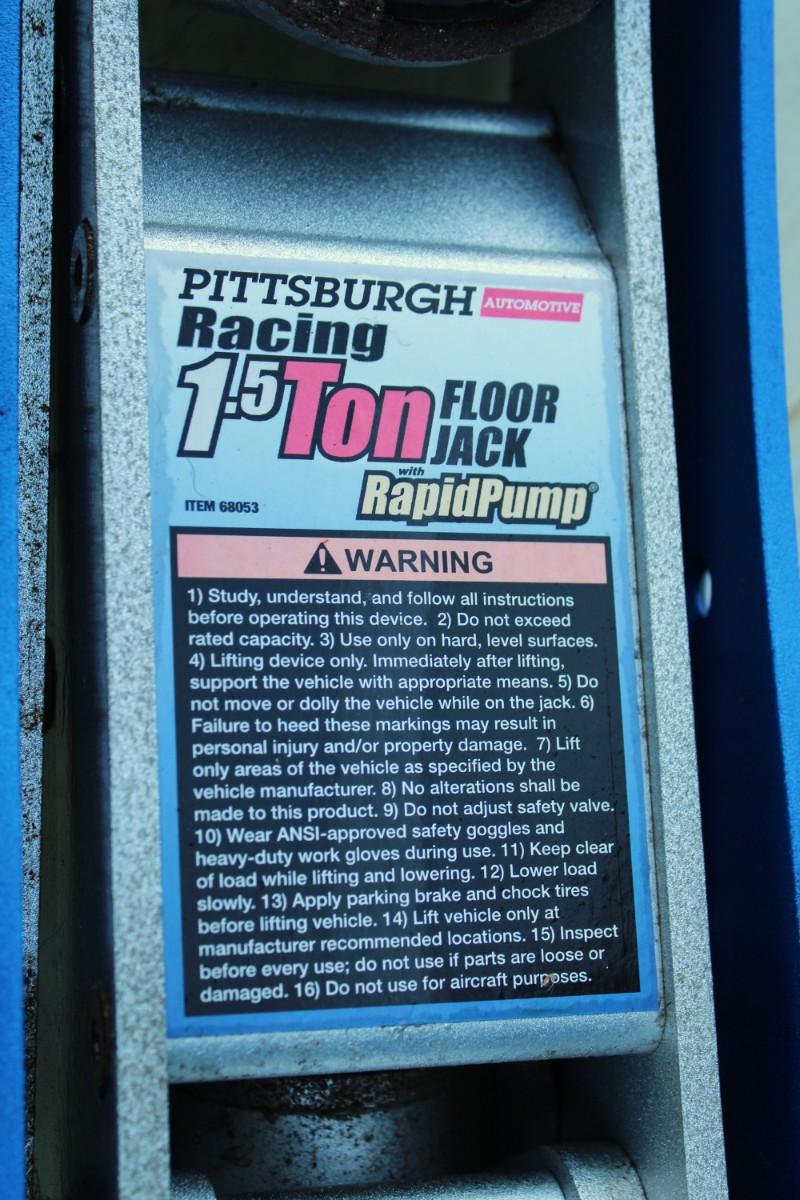 PITTSBURGH AUTOMOTIVE
Racing
1.5 Ton FLOOR JACK
with
RapidPump®
ITEM 68053
WARNING
1) Study, understand, and follow all instructions
before operating this device. 2) Do not exceed
rated capacity. 3) Use only on hard, level surfaces.
4) Lifting device only. Immediately after lifting,
support the vehicle with appropriate means. 5) Do
not move or dolly the vehicle while on the jack. 6)
Failure to heed these markings may result in
personal injury and/or property damage. 7) Lift
only areas of the vehicle as specified by the
vehicle manufacturer. 8) No alterations shall be
made to this product. 9) Do not adjust safety valve.
10) Wear ANSI-approved safety goggles and
heavy-duty work gloves during use. 11) Keep clear
of load while lifting and lowering. 12) Lower load
slowly. 13) Apply parking brake and chock tires
before lifting vehicle. 14) Lift vehicle only at
manufacturer recommended locations. 15) Inspect
before every use; do not use if parts are loose or
damaged. 16) Do not use for aircraft purposes.